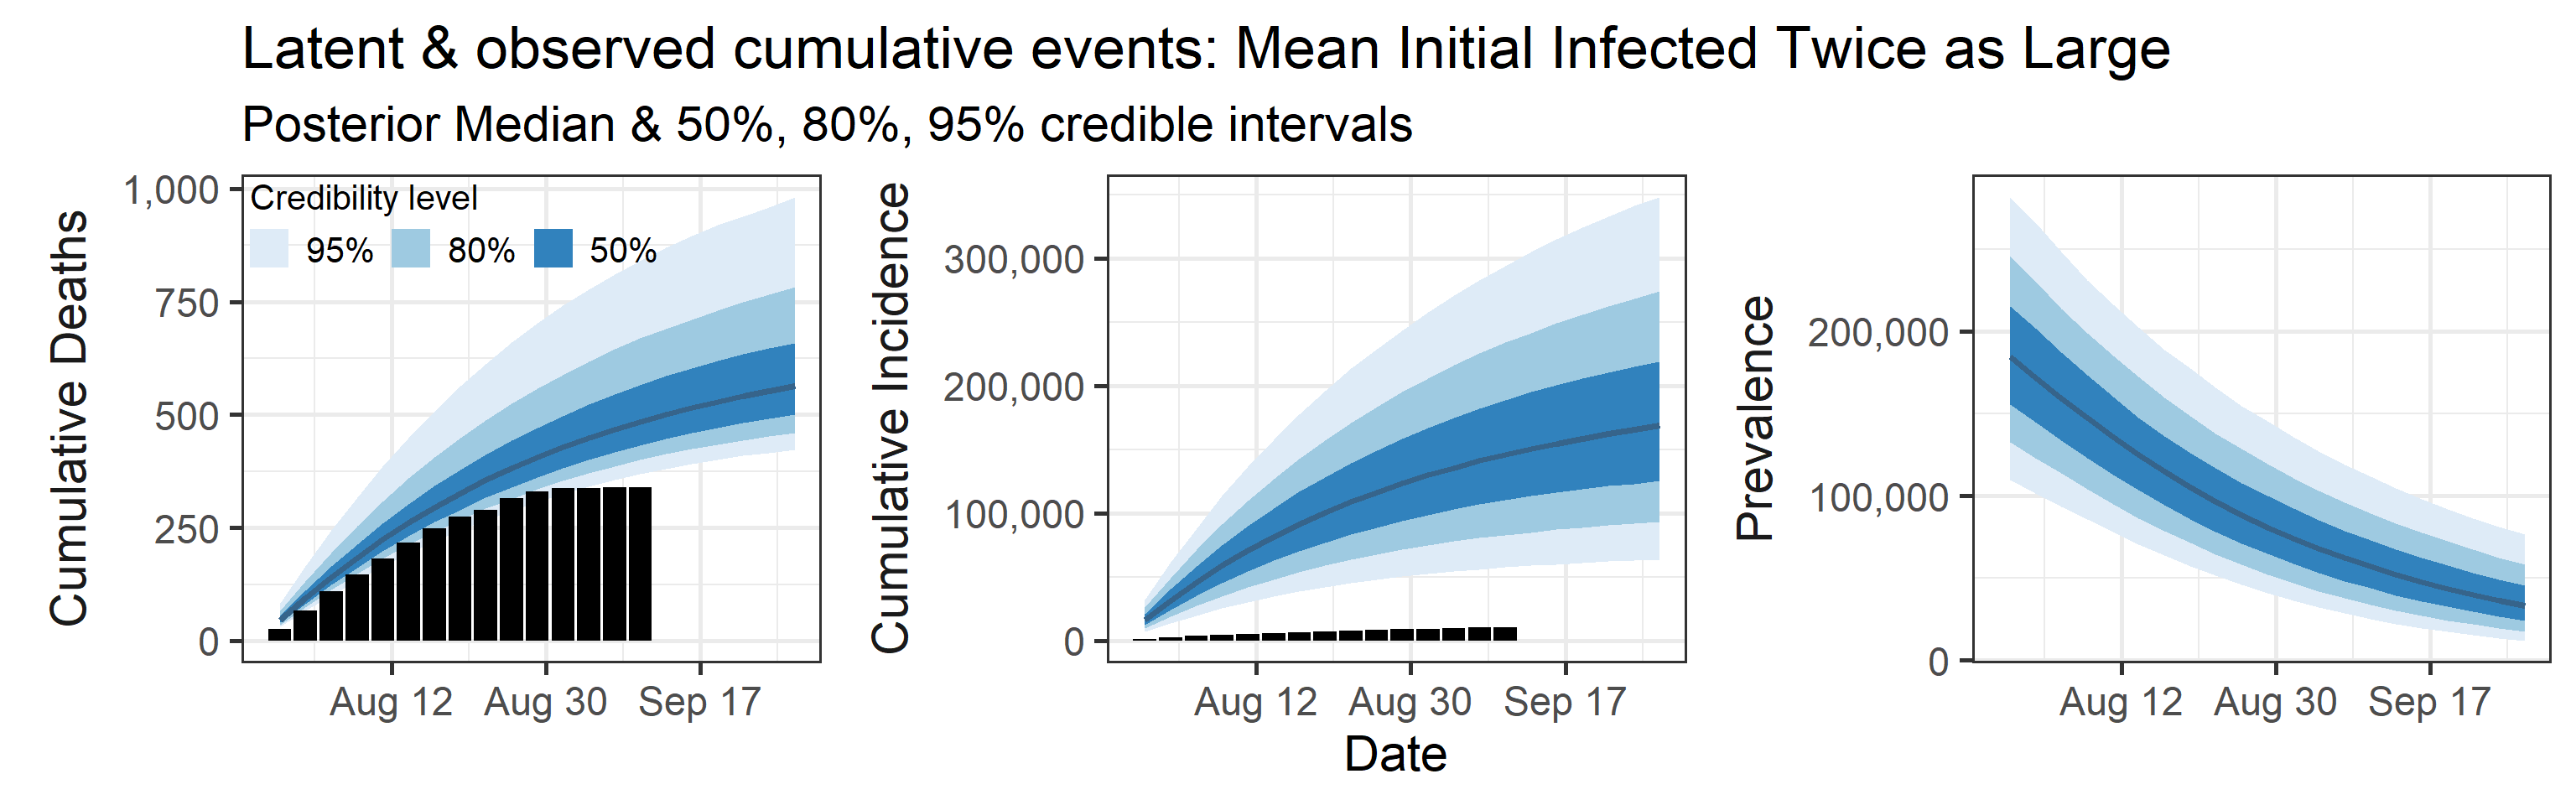 Latent & observed cumulative events: Mean Initial Infected Twice as Large
Posterior Median & 50%, 80%, 95% credible intervals
Cumulative Deaths
1,000
750
500
250
0
Credibility level
95% 80% 50%
Aug 12 Aug 30 Sep 17
Cumulative Incidence
300,000
200,000
100,000
0
Aug 12 Aug 30 Sep 17
Prevalence
200,000
100,000
0
Aug 12 Aug 30 Sep 17
Date